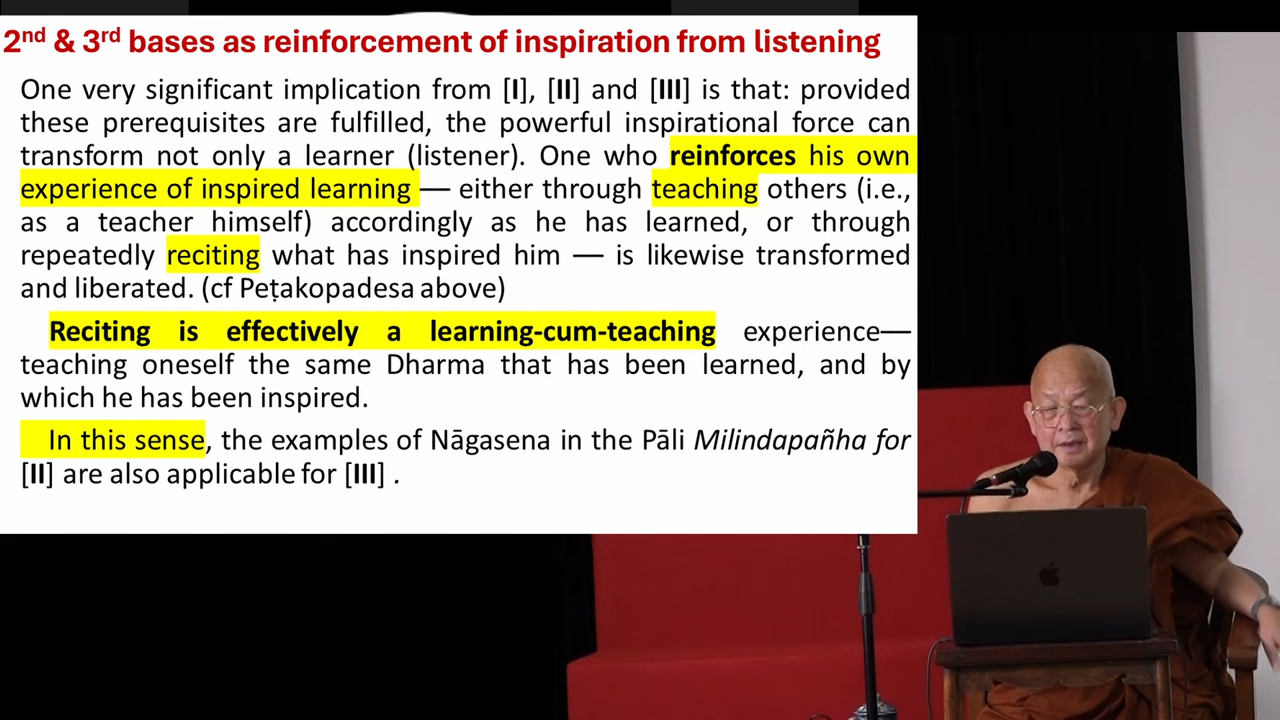 2nd & 3rd bases as reinforcement of inspiration from listening
One very significant implication from [I], [II] and [III] is that: provided
these prerequisites are fulfilled, the powerful inspirational force can
transform not only a learner (listener). One who reinforces his own
experience of inspired learning — either through teaching others (i.e.,
as a teacher himself) accordingly as he has learned, or through
repeatedly reciting what has inspired him — is likewise transformed
and liberated. (cf Peṭakopadesa above)
Reciting is effectively a learning-cum-teaching experience—
teaching oneself the same Dharma that has been learned, and by
which he has been inspired.
In this sense, the examples of Nāgasena in the Pāli Milindapañha for
[II] are also applicable for [III] .